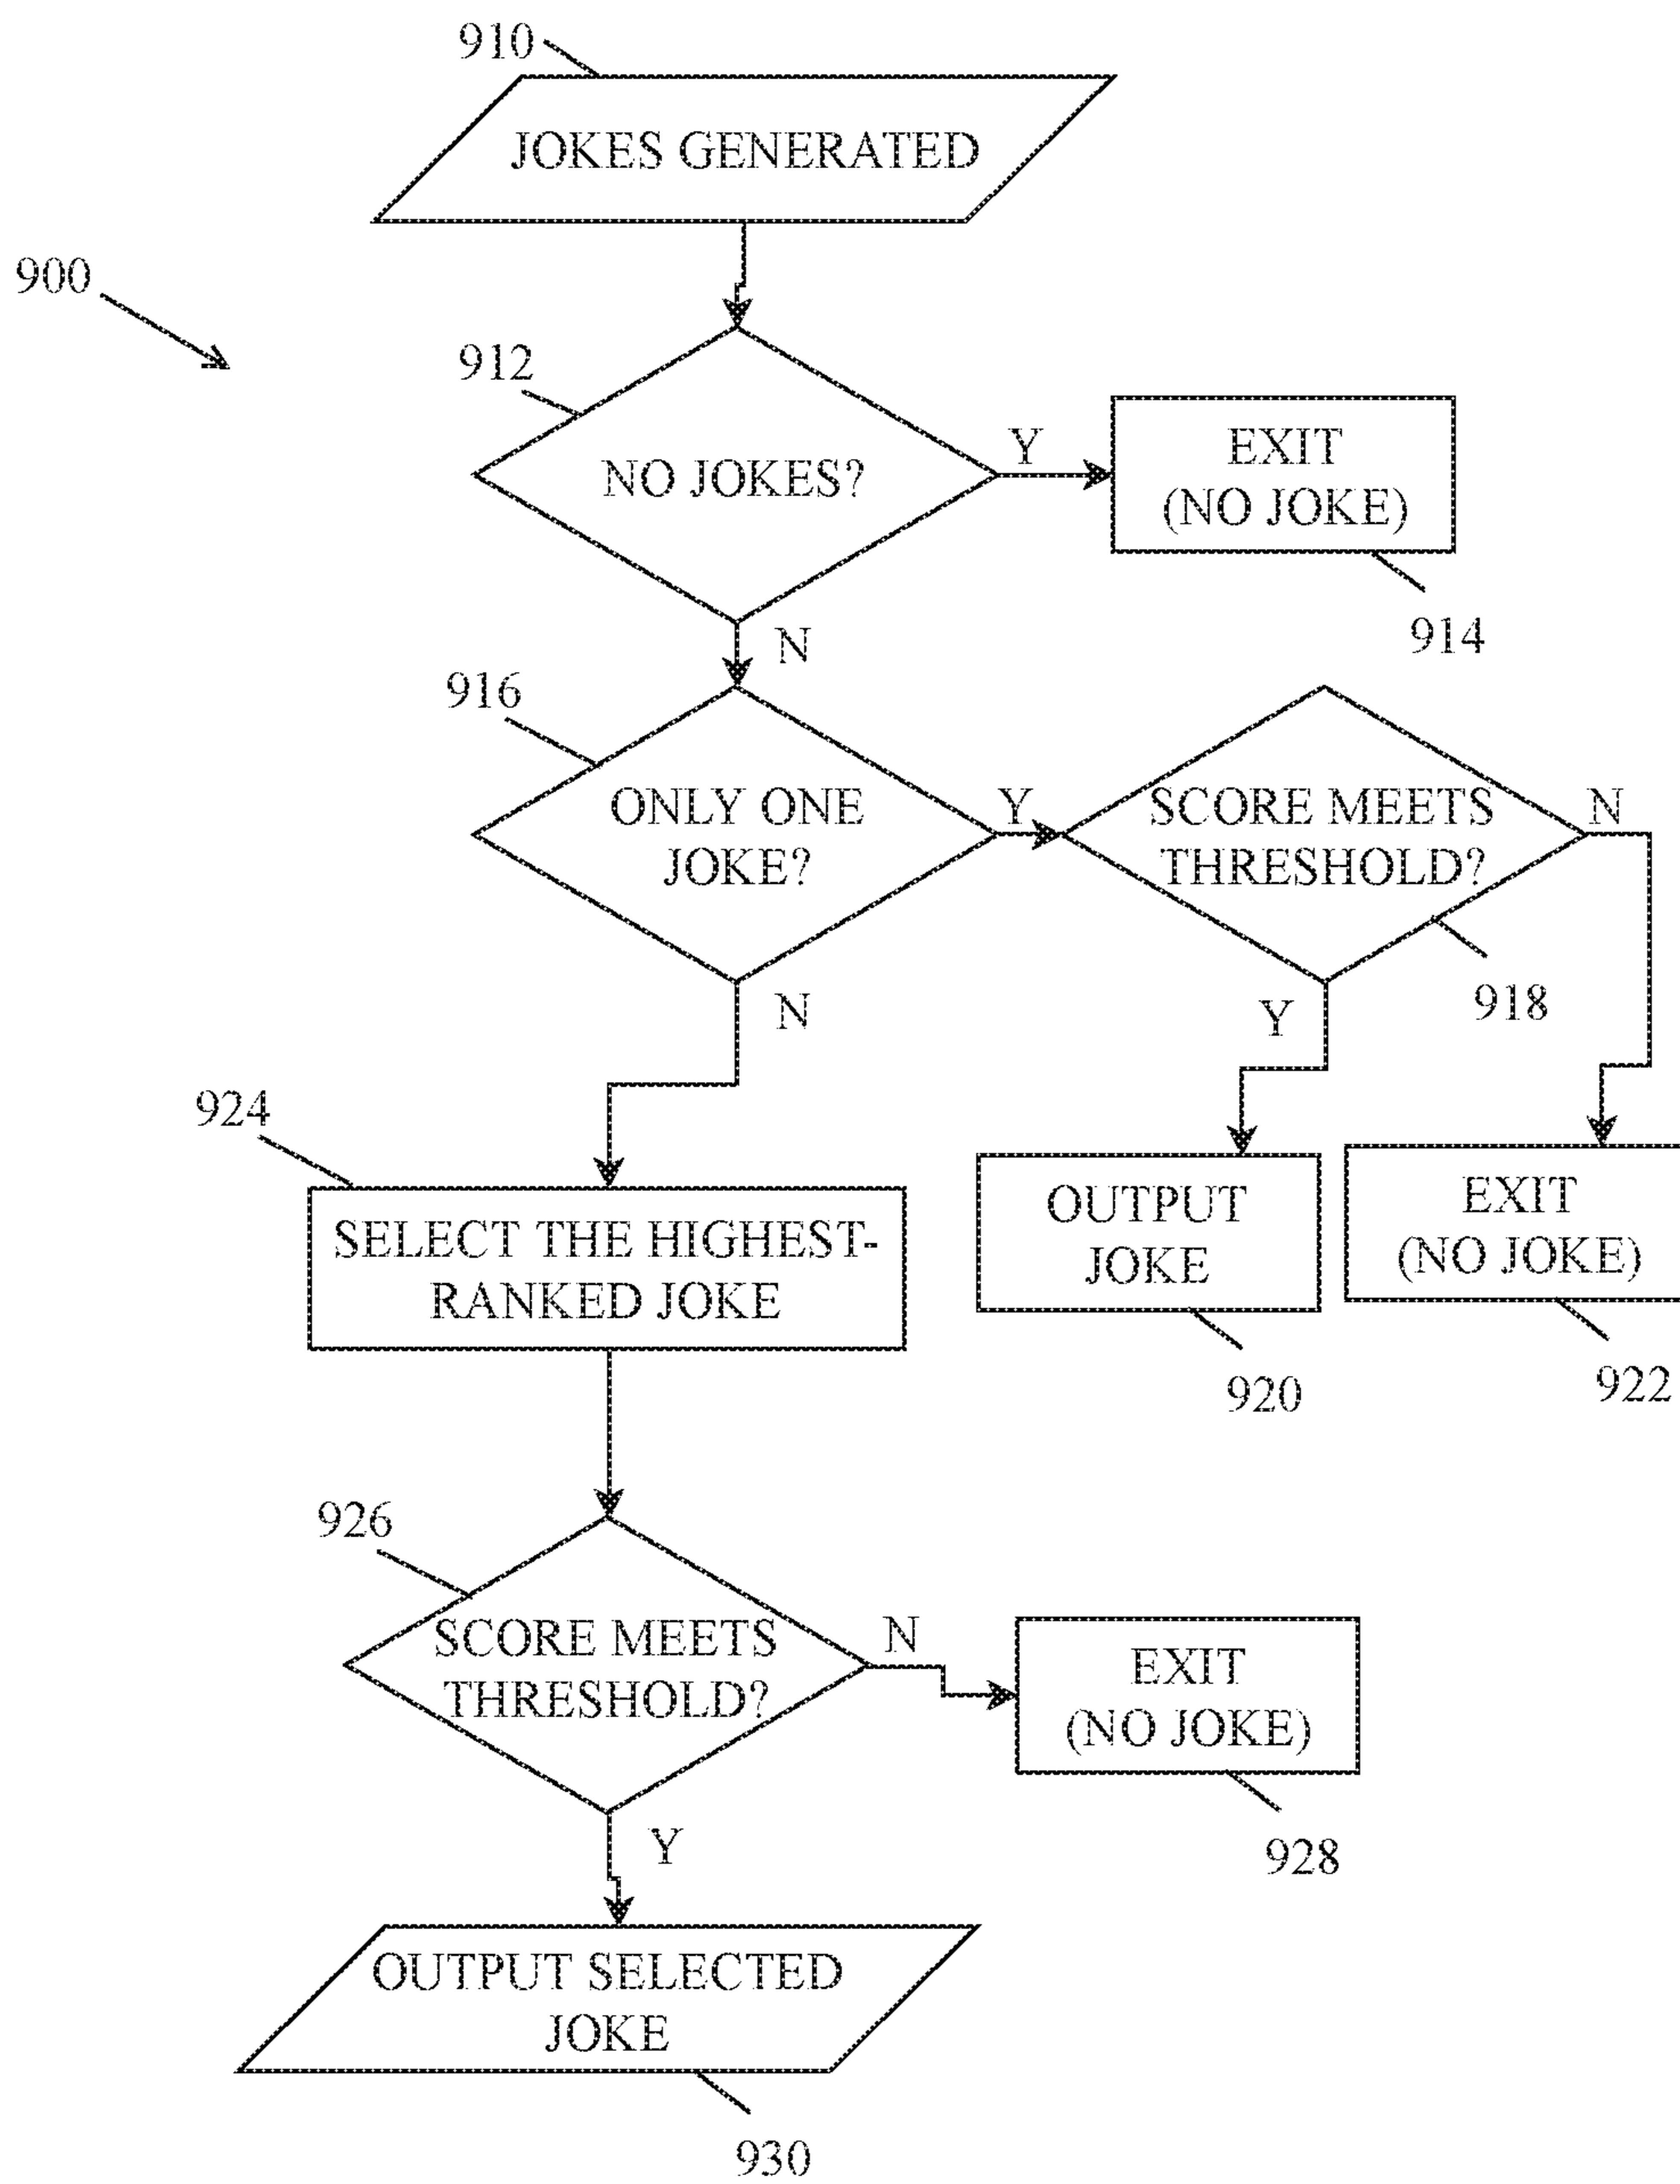 910
JOKES GENERATED
900
912
NO JOKES?
Y
EXIT
(NO JOKE)
914
N
916
ONLY ONE
JOKE?
Y
SCORE MEETS
THRESHOLD?
N
918
N
Y
924
SELECT THE HIGHEST-
RANKED JOKE
OUTPUT
JOKE
920
EXIT
(NO JOKE)
922
926
SCORE MEETS
THRESHOLD?
N
EXIT
(NO JOKE)
928
Y
OUTPUT SELECTED
JOKE
930